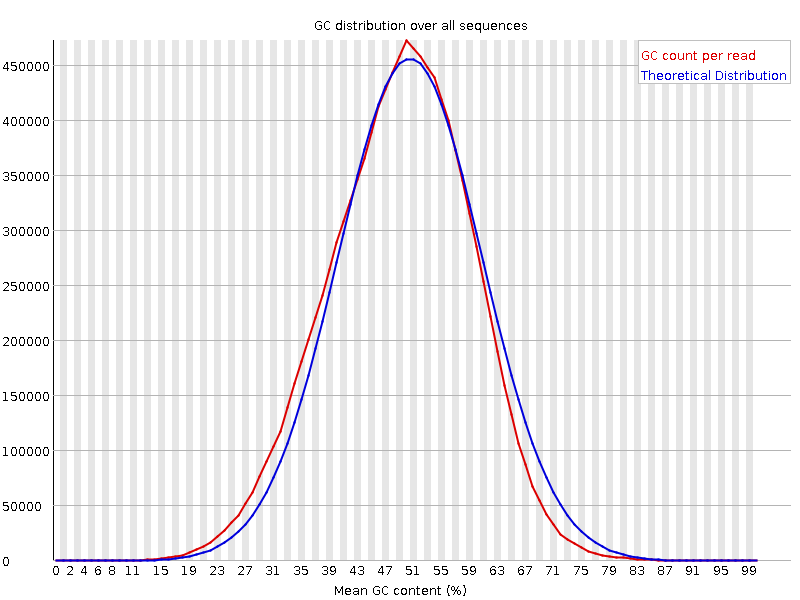 GC distribution over all sequences
GC count per read
Theoretical Distribution
450000
400000
350000
300000
250000
200000
150000
100000
50000
0
0 2 4 6 8 11 15 19 23 27 31 35 39 43 47 51 55 59 63 67 71 75 79 83 87 91 95 99
Mean GC content (%)